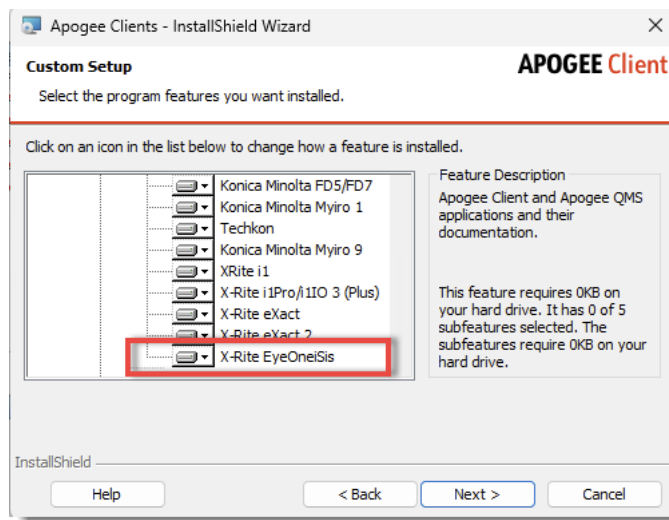 Apogee Clients - InstallShield Wizard
Custom Setup
APOGEE Client
Select the program features you want installed.
Click on an icon in the list below to change how a feature is installed.
Konica Minolta FD5/FD7
Konica Minolta Myiro 1
Techkon
Konica Minolta Myiro 9
XRite i1
X-Rite i1Pro/i1IO 3 (Plus)
X-Rite eXact
X-Rite eXact 2
X-Rite EyeOneiSis
Feature Description
Apogee Client and Apogee QMS
applications and their
documentation.
This feature requires 0KB on
your hard drive. It has 0 of 5
subfeatures selected. The
subfeatures require 0KB on your
hard drive.
InstallShield
Help
< Back
Next >
Cancel